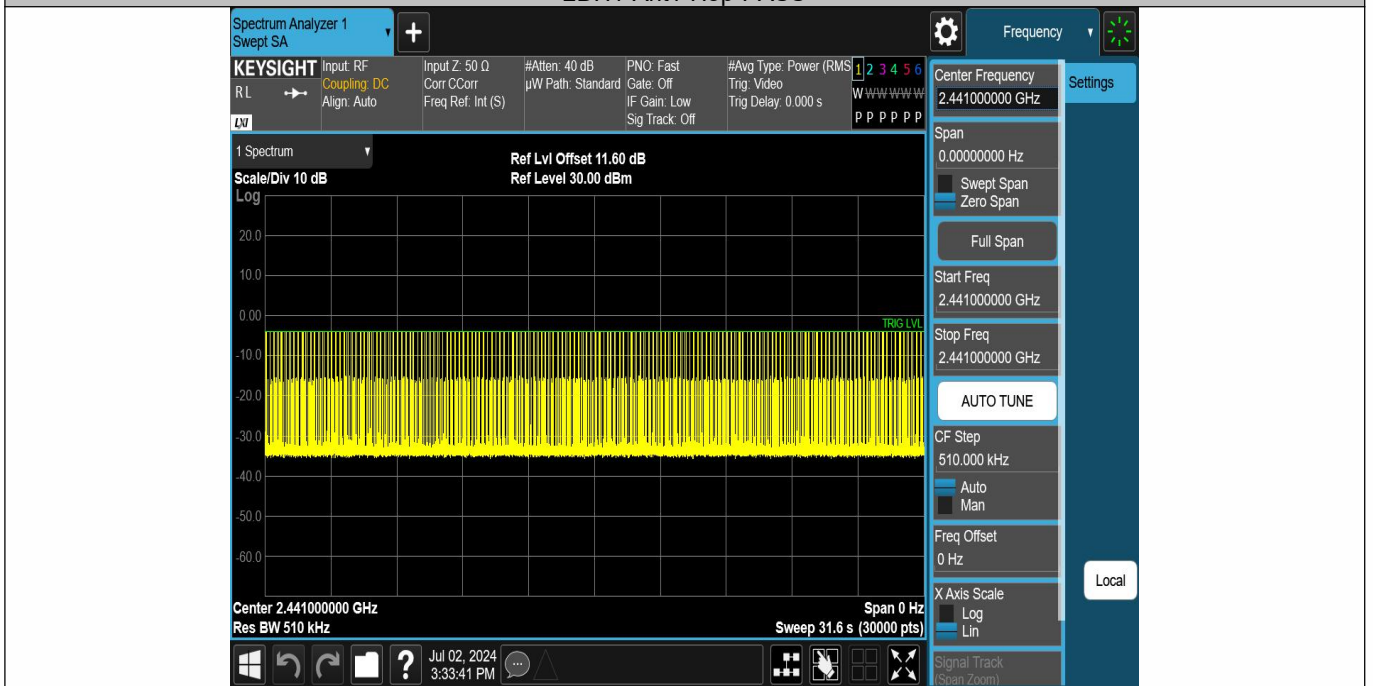 Spectrum Analyzer 1
Swept SA
+
Frequency
KEYSIGHT
R L
LXI
Input: RF
Coupling: DC
Align: Auto
Input Z: 50 Ω
Corr CCorr
Freq Ref: Int (S)
#Atten: 40 dB
µW Path: Standard
PNO: Fast
Gate: Off
IF Gain: Low
Sig Track: Off
#Avg Type: Power (RMS
Trig: Video
Trig Delay: 0.000 s
1 2 3 4 5 6
W W W W W W
P P P P P P
1 Spectrum
Scale/Div 10 dB
Log
Ref Lvl Offset 11.60 dB
Ref Level 30.00 dBm
20.0
10.0
0.00
-10.0
-20.0
-30.0
-40.0
-50.0
-60.0
TRIG LVL
Center 2.441000000 GHz
Res BW 510 kHz
Span 0 Hz
Sweep 31.6 s (30000 pts)
Center Frequency
2.441000000 GHz
Settings
Span
0.00000000 Hz
Swept Span
Zero Span
Full Span
Start Freq
2.441000000 GHz
Stop Freq
2.441000000 GHz
AUTO TUNE
CF Step
510.000 kHz
Auto
Man
Freq Offset
0 Hz
X Axis Scale
Log
Lin
Signal Track
(Span Zoom)
Local
?
Jul 02, 2024
3:33:41 PM